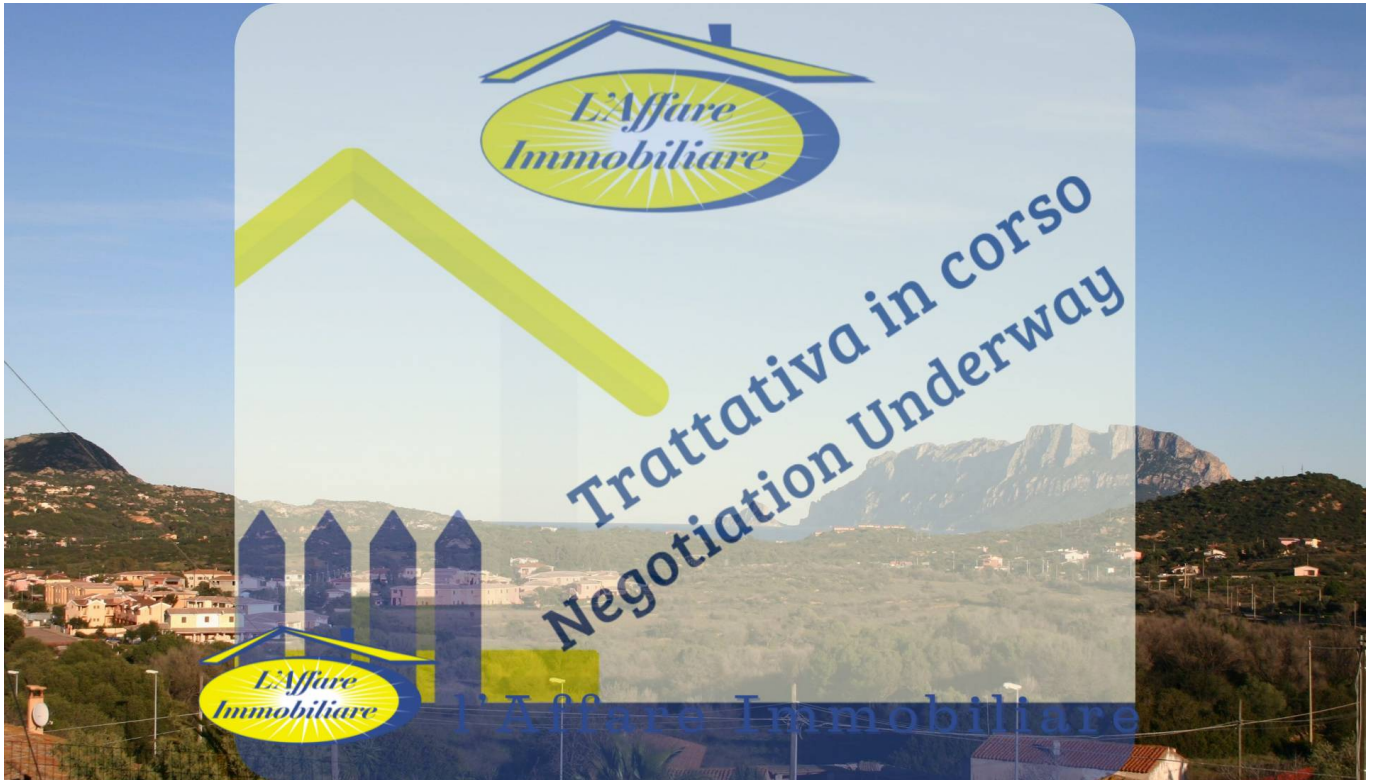 L'Affare
Immobiliare
Trattativa in corso
Negotiation Underway
L'Affare
Immobiliare
l'Affare Immobiliare